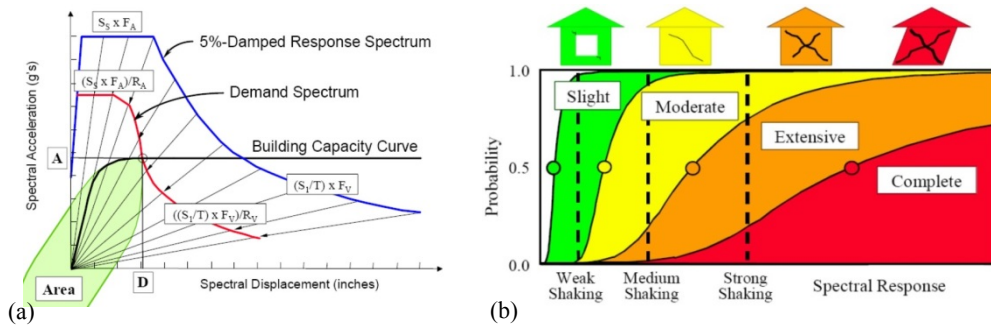 S_S x F_A
5%-Damped Response Spectrum
(S_S x F_A)/R_A
Demand Spectrum
Building Capacity Curve
A
(S_1/T) x F_V
((S_1/T) x F_V)/R_V
Area
D
Spectral Acceleration (g's)
Spectral Displacement (inches)
(a)
1.0
Slight
Moderate
Extensive
0.5
Complete
Probability
0.0
Weak
Shaking
Medium
Shaking
Strong
Shaking
Spectral Response
(b)